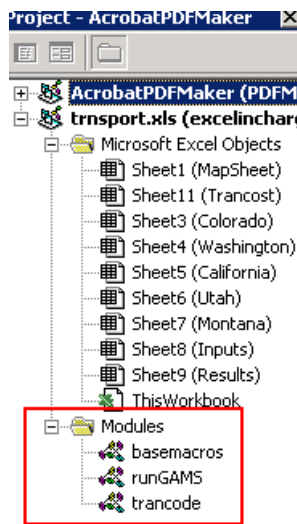 Project - AcrobatPDFMaker
AcrobatPDFMaker (PDFM
trnsport.xls (excelincharg
Microsoft Excel Objects
Sheet1 (MapSheet)
Sheet11 (Trancost)
Sheet3 (Colorado)
Sheet4 (Washington)
Sheet5 (California)
Sheet6 (Utah)
Sheet7 (Montana)
Sheet8 (Inputs)
Sheet9 (Results)
ThisWorkbook
Modules
basemacros
runGAMS
trancode